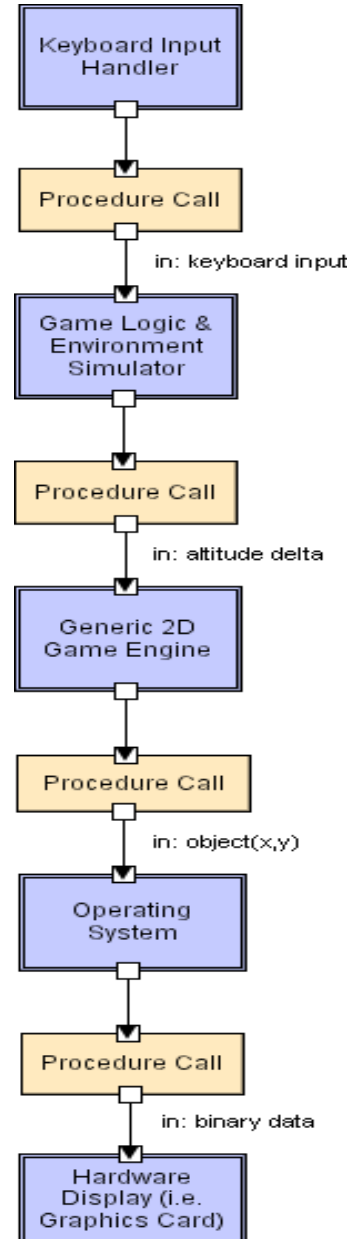 Keyboard Input
Handler
Procedure Call
in: keyboard input
Game Logic &
Environment
Simulator
Procedure Call
in: altitude delta
Generic 2D
Game Engine
Procedure Call
in: object(x,y)
Operating
System
Procedure Call
in: binary data
Hardware
Display (i.e.
Graphics Card)